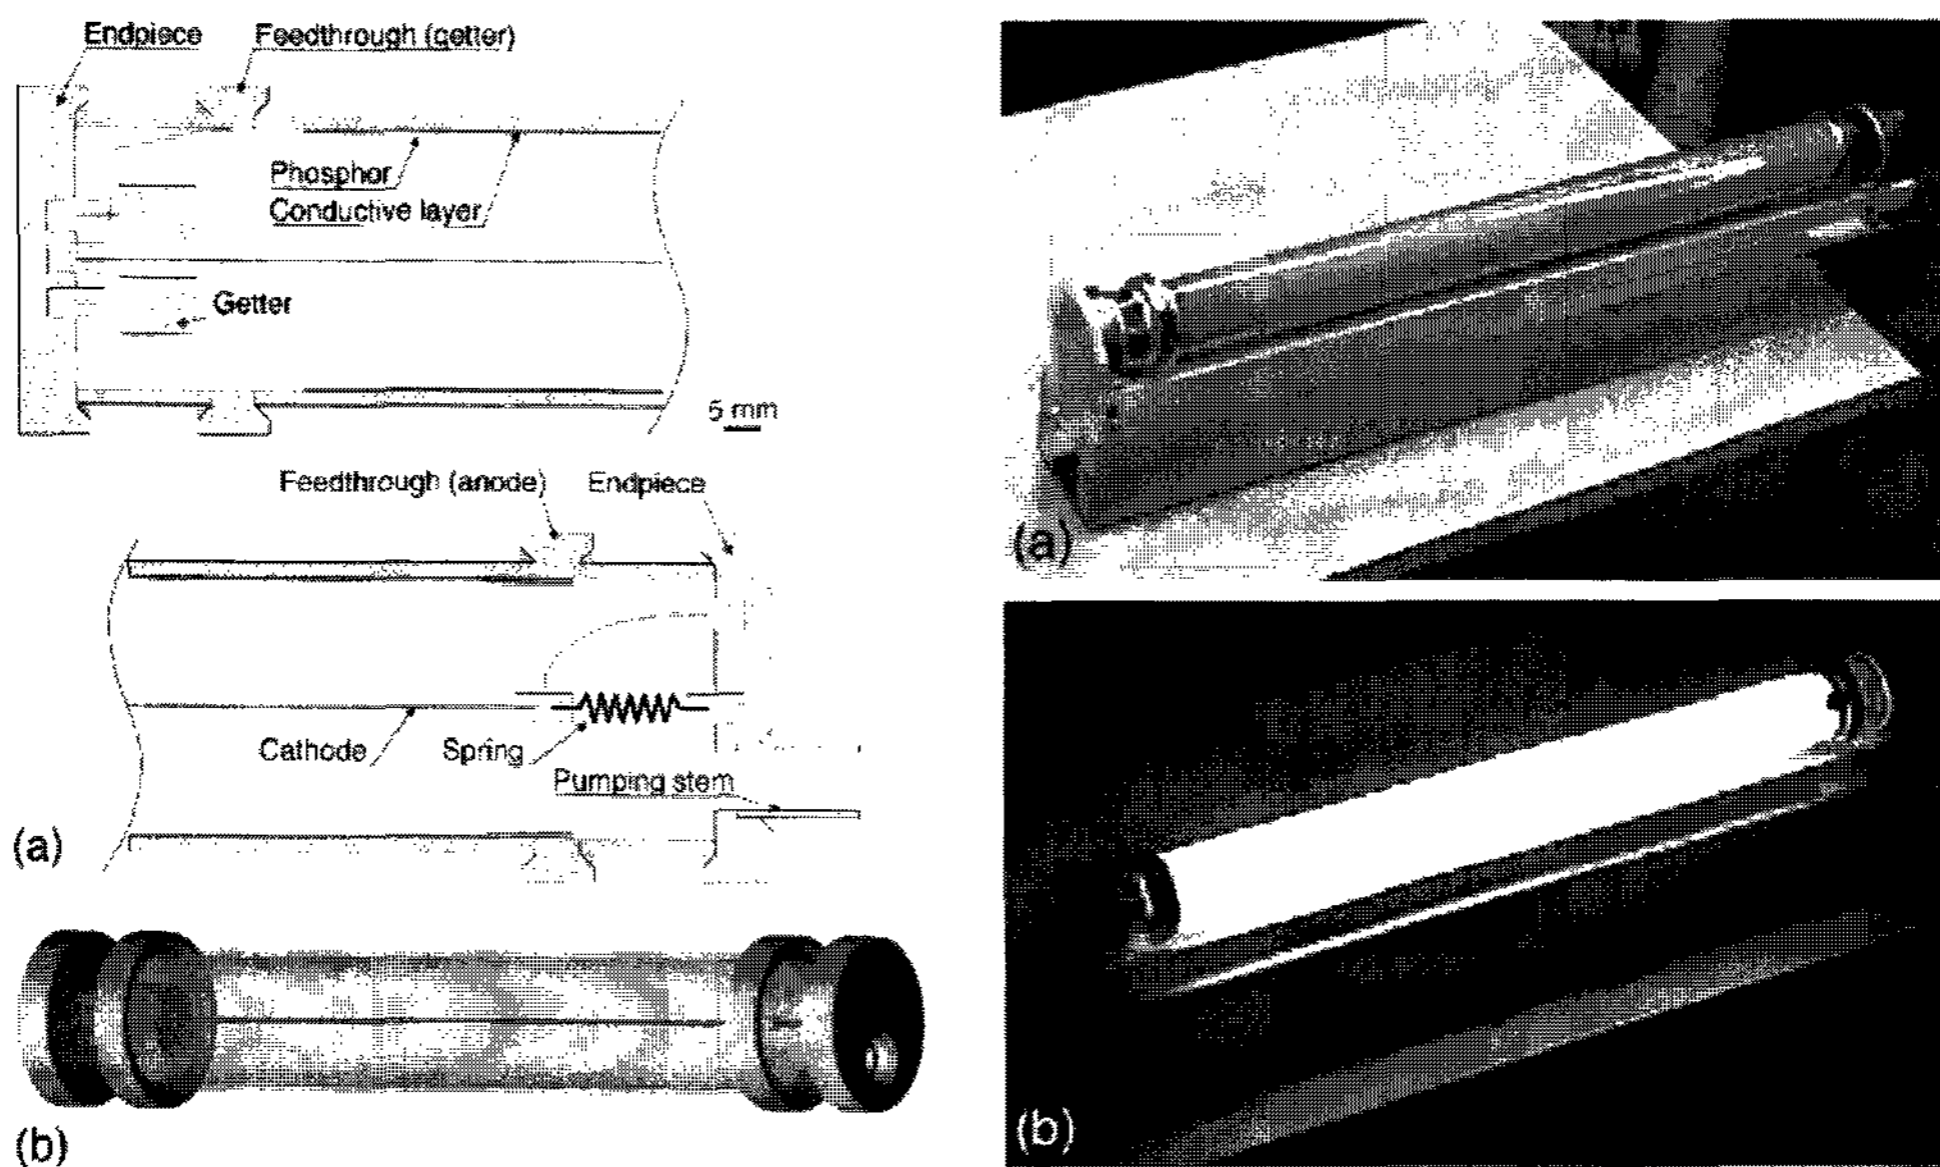 Endpiece
Feedthrough (getter)
Phosphor
Conductive layer
Getter
5 mm
Feedthrough (anode)
Endpiece
Cathode
Spring
Pumping stem
(a)
(b)
(a)
(b)